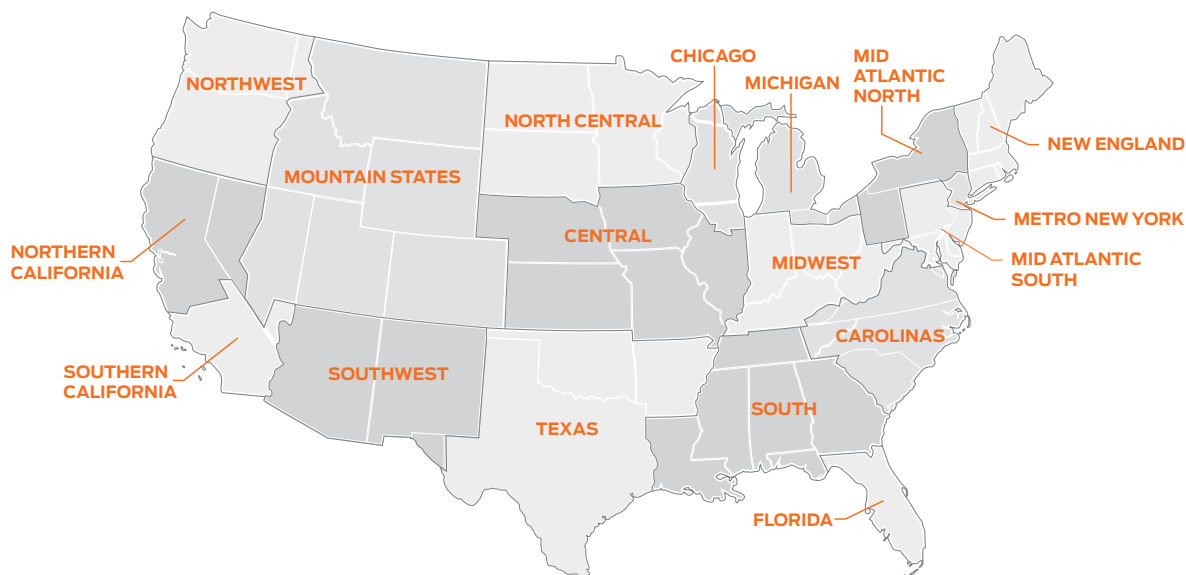 CHICAGO
MID
ATLANTIC
NORTH
MICHIGAN
NORTHWEST
NORTH CENTRAL
NEW ENGLAND
MOUNTAIN STATES
METRO NEW YORK
CENTRAL
NORTHERN
CALIFORNIA
MIDWEST
MID ATLANTIC
SOUTH
CAROLINAS
SOUTHERN
CALIFORNIA
SOUTHWEST
SOUTH
TEXAS
FLORIDA